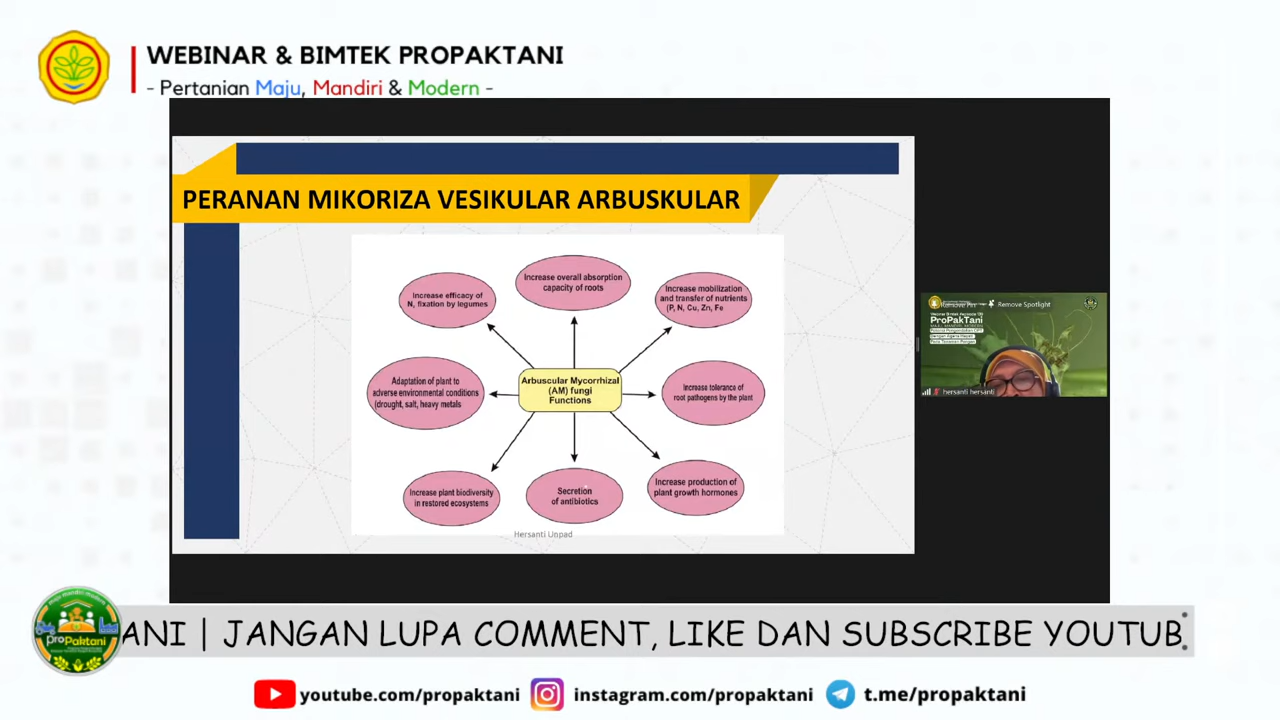 WEBINAR & BIMTEK PROPAKTANI
- Pertanian Maju, Mandiri & Modern -
PERANAN MIKORIZA VESIKULAR ARBUSKULAR
Increase overall absorption
capacity of roots
Increase efficacy of
N, fixation by legumes
Increase mobilization
and transfer of nutrients
(P, N, Cu, Zn, Fe
Adaptation of plant to
adverse environmental conditions
(drought, salt, heavy metals
Arbuscular Mycorrhizal
(AM) fungi
Functions
Increase tolerance of
root pathogens by the plant
Increase plant biodiversity
in restored ecosystems
Secretion
of antibiotics
Increase production of
plant growth hormones
Hersanti Unpad
Remove Spotlight
ProPakTani
hersanti hersanti
proPaktani
ANI | JANGAN LUPA COMMENT, LIKE DAN SUBSCRIBE YOUTUB
youtube.com/propaktani
instagram.com/propaktani
t.me/propaktani